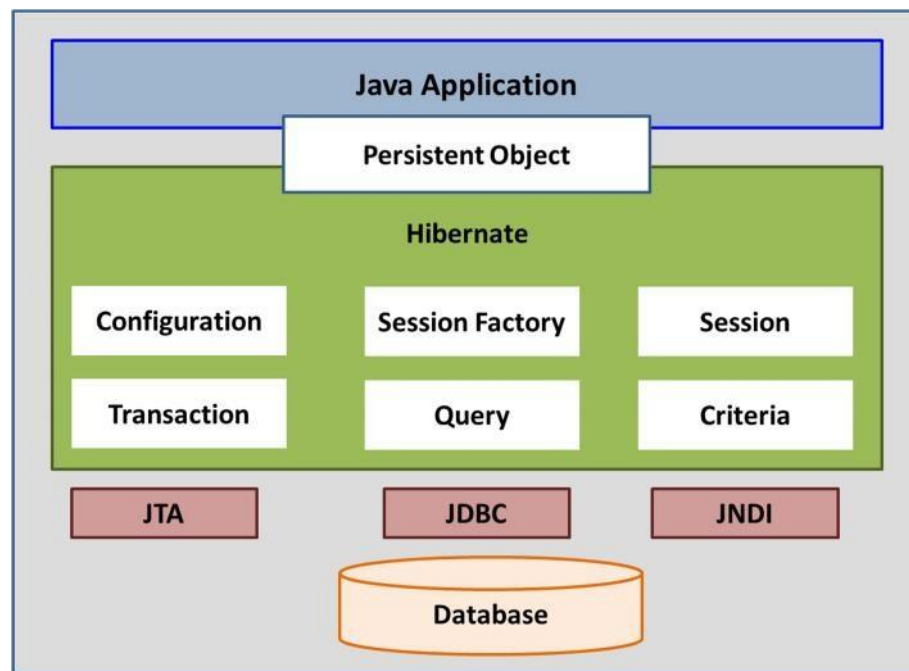 Java Application
Persistent Object
Hibernate
Configuration
Session Factory
Session
Transaction
Query
Criteria
JTA
JDBC
JNDI
Database